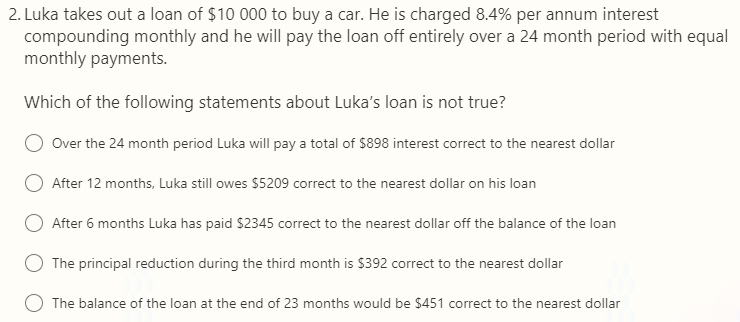 2. Luka takes out a loan of $10 000 to buy a car. He is charged 8.4% per annum interest
compounding monthly and he will pay the loan off entirely over a 24 month period with equal
monthly payments.
Which of the following statements about Luka's loan is not true?
Over the 24 month period Luka will pay a total of $898 interest correct to the nearest dollar
After 12 months, Luka still owes $5209 correct to the nearest dollar on his loan
After 6 months Luka has paid $2345 correct to the nearest dollar off the balance of the loan
The principal reduction during the third month is $392 correct to the nearest dollar
The balance of the loan at the end of 23 months would be $451 correct to the nearest dollar